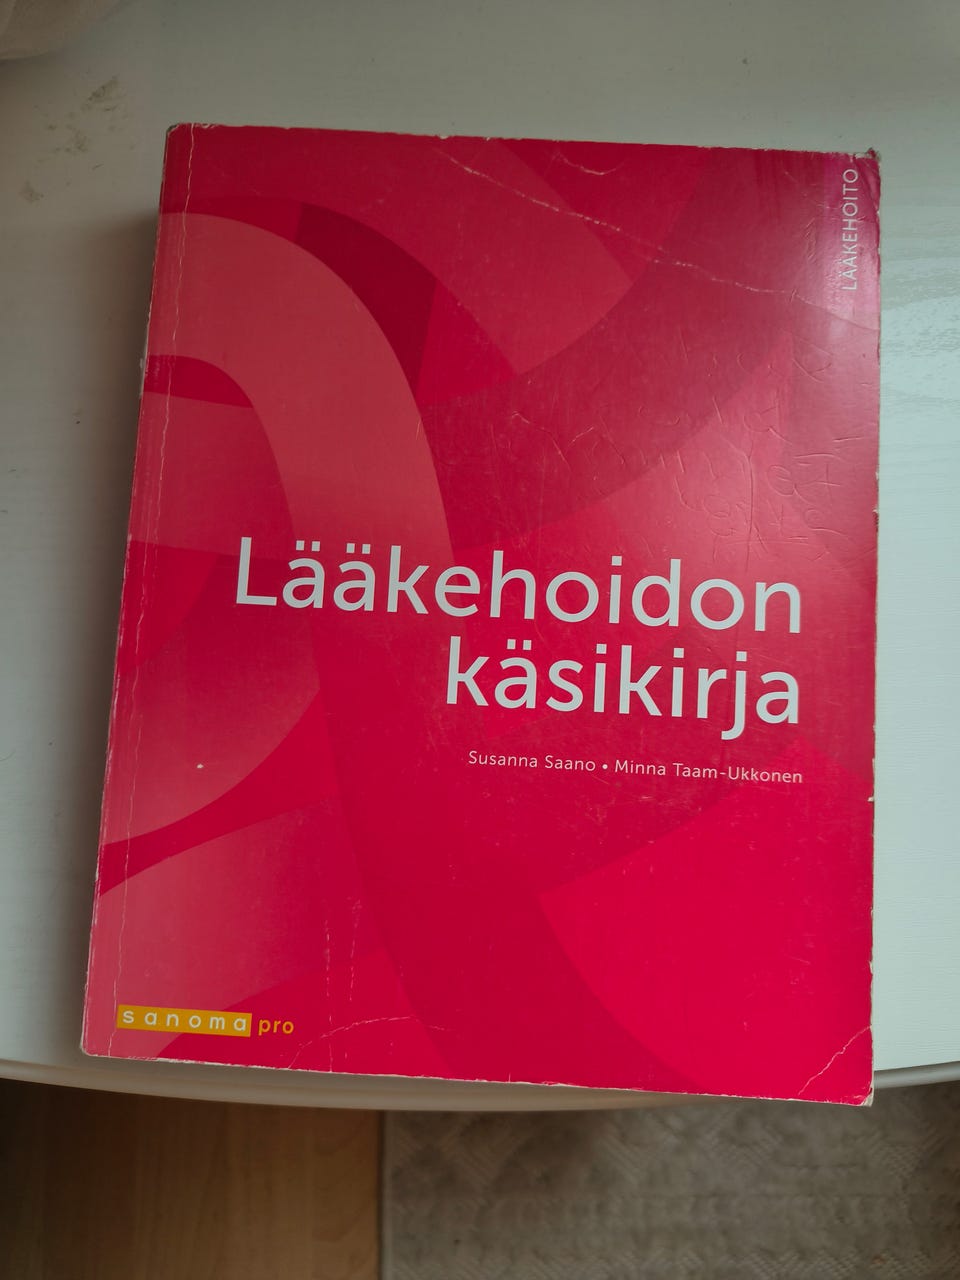 LÄÄKEHOITO
Lääkehoidon
käsikirja
Susanna Saano • Minna Taam-Ukkonen
sanoma pro